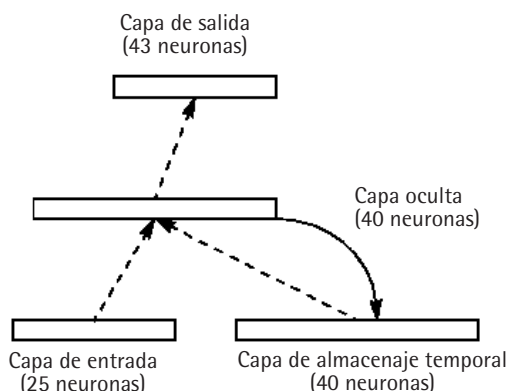 Capa de salida
(43 neuronas)
Capa oculta
(40 neuronas)
Capa de entrada
(25 neuronas)
Capa de almacenaje temporal
(40 neuronas)